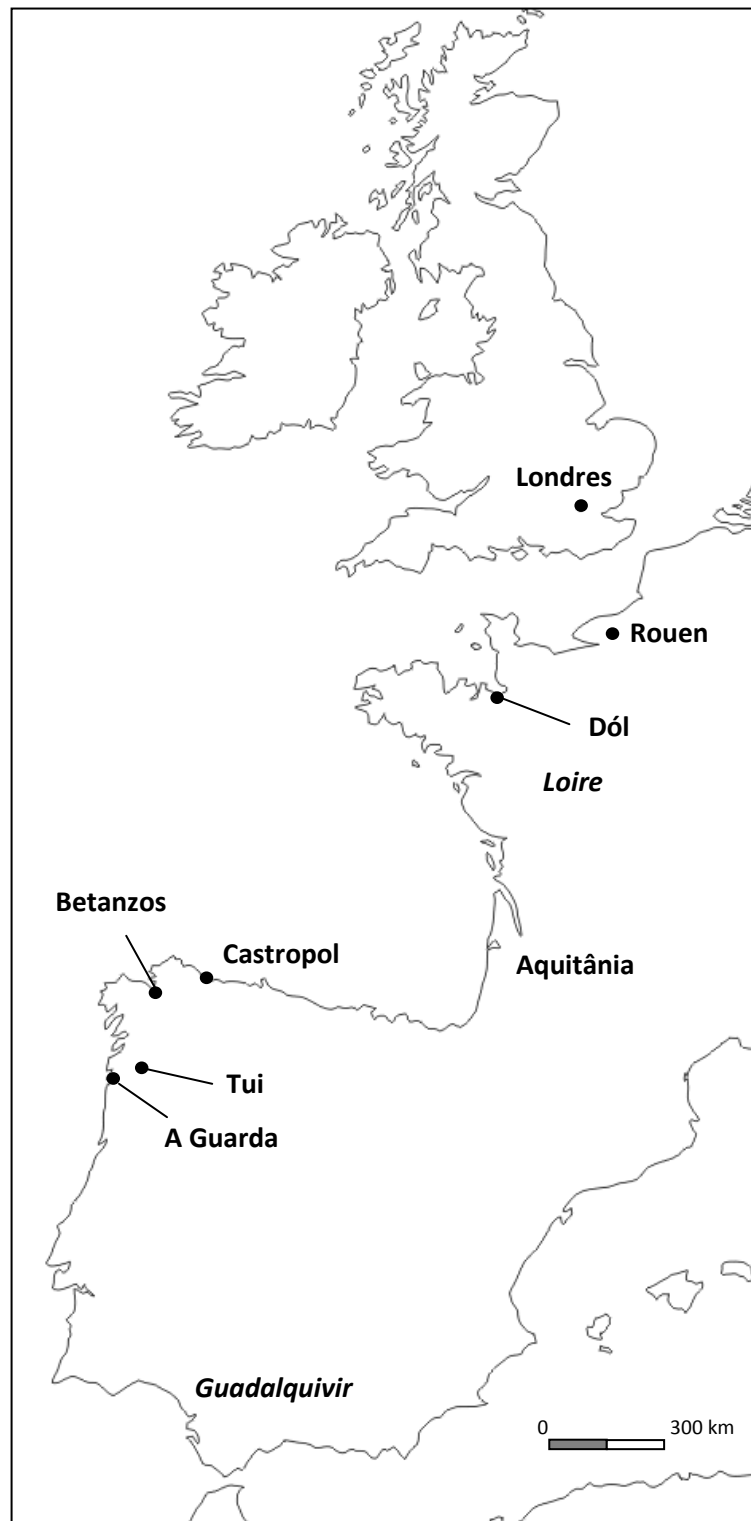 Londres
Rouen
Dól
Loire
Betanzos
Castropol
Aquitânia
Tui
A Guarda
Guadalquivir
0 300 km